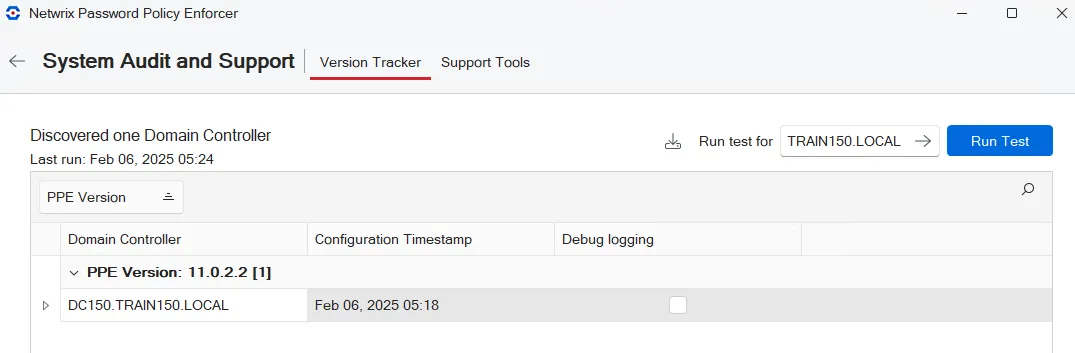 Netwrix Password Policy Enforcer
System Audit and Support Version Tracker Support Tools
Discovered one Domain Controller
Last run: Feb 06, 2025 05:24
Run test for TRAIN150.LOCAL Run Test
PPE Version
Domain Controller Configuration Timestamp Debug logging
PPE Version: 11.0.2.2 [1]
DC150.TRAIN150.LOCAL Feb 06, 2025 05:18